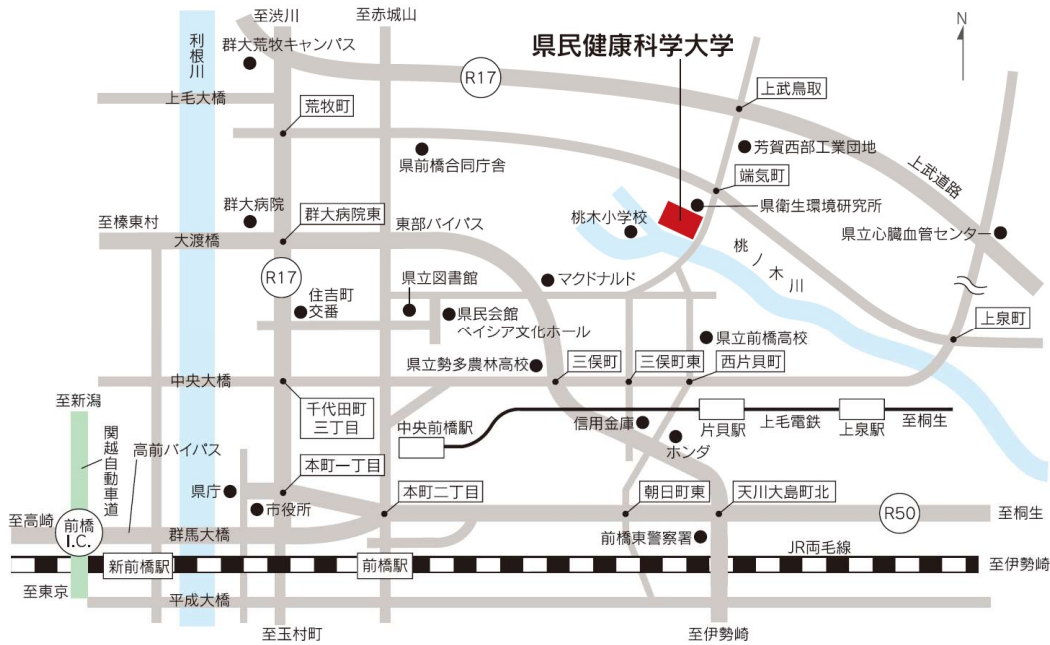 至渋川
至赤城山
N
利根川
群大荒牧キャンパス
県民健康科学大学
R17
上毛大橋
荒牧町
上武鳥取
芳賀西部工業団地
県前橋合同庁舎
端気町
上武道路
群大病院
群大病院東
県衛生環境研究所
至榛東村
東部バイパス
桃木小学校
大渡橋
県立心臓血管センター
桃ノ木川
R17
県立図書館
マクドナルド
住吉町
交番
県民会館
ベイシア文化ホール
上泉町
県立前橋高校
県立勢多農林高校
三俣町
三俣町東
西片貝町
中央大橋
至新潟
千代田町
三丁目
中央前橋駅
信用金庫
片貝駅
上毛電鉄
上泉駅
至桐生
関越自動車道
高前バイパス
ホンダ
本町一丁目
県庁
本町二丁目
朝日町東
天川大島町北
市役所
R50
至高崎
前橋
I.C.
至桐生
群馬大橋
前橋東警察署
JR両毛線
新前橋駅
前橋駅
至伊勢崎
至東京
平成大橋
至玉村町
至伊勢崎